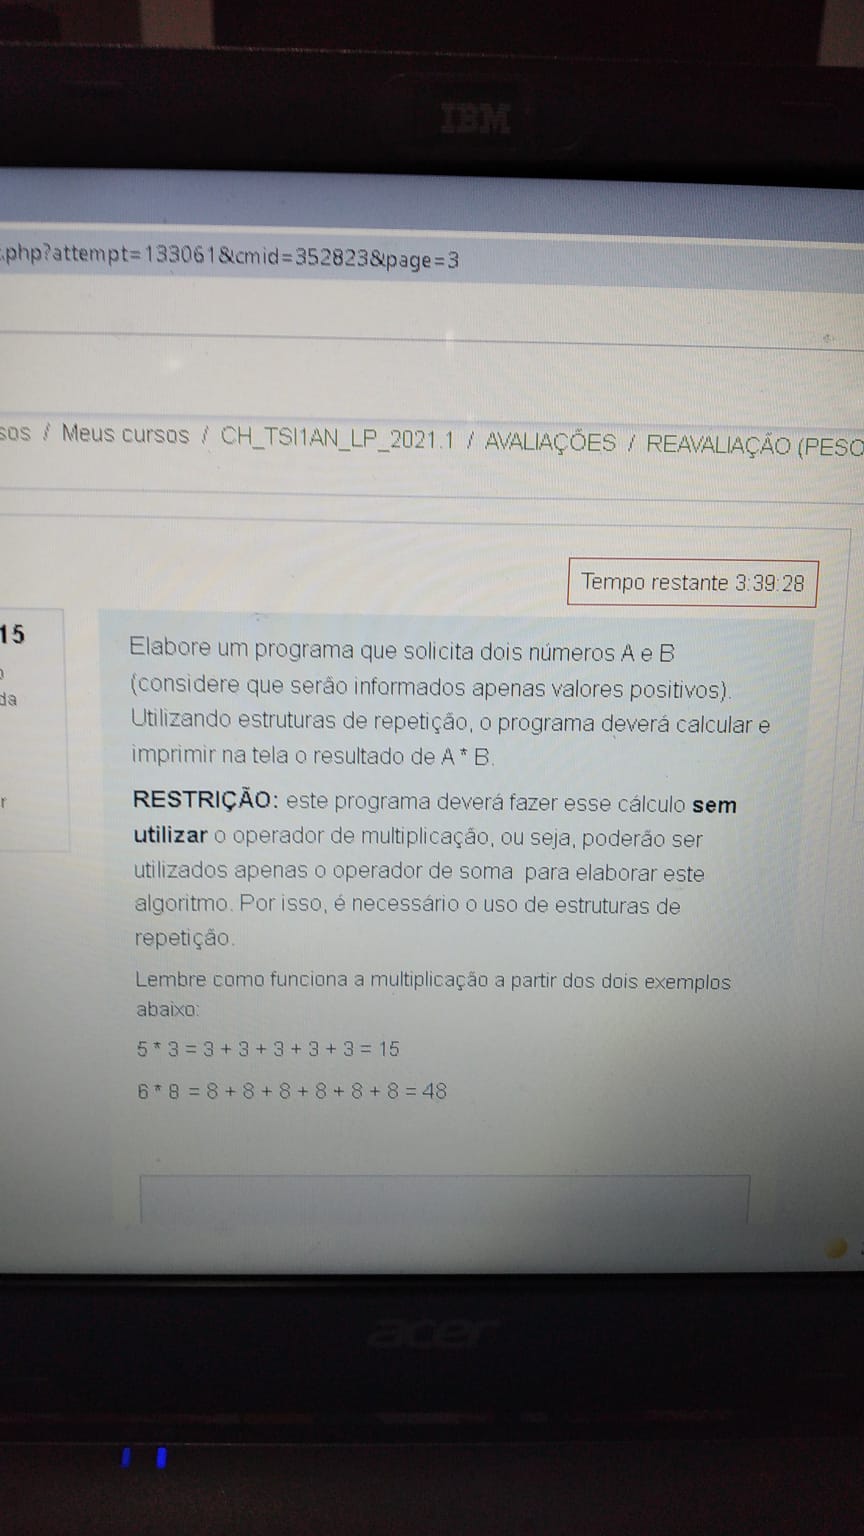 IBM
.php?attempt=133061&cmid=352823&page=3
sos / Meus cursos / CH_TSI1AN_LP_2021.1 / AVALIAÇÕES / REAVALIAÇÃO (PESO
Tempo restante 3:39:28
15
da
r
Elabore um programa que solicita dois números A e B
(considere que serão informados apenas valores positivos).
Utilizando estruturas de repetição, o programa deverá calcular e
imprimir na tela o resultado de A * B.
RESTRIÇÃO: este programa deverá fazer esse cálculo sem
utilizar o operador de multiplicação, ou seja, poderão ser
utilizados apenas o operador de soma para elaborar este
algoritmo. Por isso, é necessário o uso de estruturas de
repetição.
Lembre como funciona a multiplicação a partir dos dois exemplos
abaixo:
5 * 3 = 3 + 3 + 3 + 3 + 3 = 15
6 * 8 = 8 + 8 + 8 + 8 + 8 + 8 = 48
acer